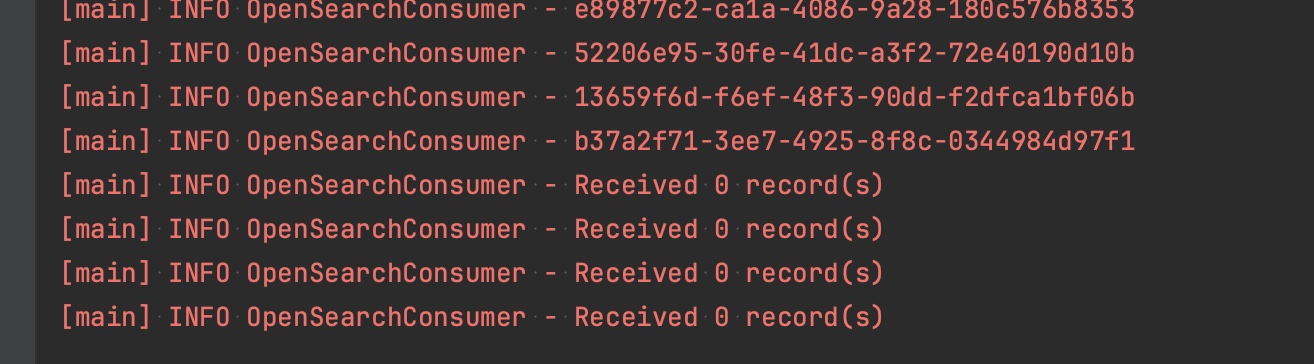 [main] INFO OpenSearchConsumer - e89877c2-ca1a-4086-9a28-180c576b8353
[main] INFO OpenSearchConsumer - 52206e95-30fe-41dc-a3f2-72e40190d10b
[main] INFO OpenSearchConsumer - 13659f6d-f6ef-48f3-90dd-f2dfca1bf06b
[main] INFO OpenSearchConsumer - b37a2f71-3ee7-4925-8f8c-0344984d97f1
[main] INFO OpenSearchConsumer - Received 0 record(s)
[main] INFO OpenSearchConsumer - Received 0 record(s)
[main] INFO OpenSearchConsumer - Received 0 record(s)
[main] INFO OpenSearchConsumer - Received 0 record(s)